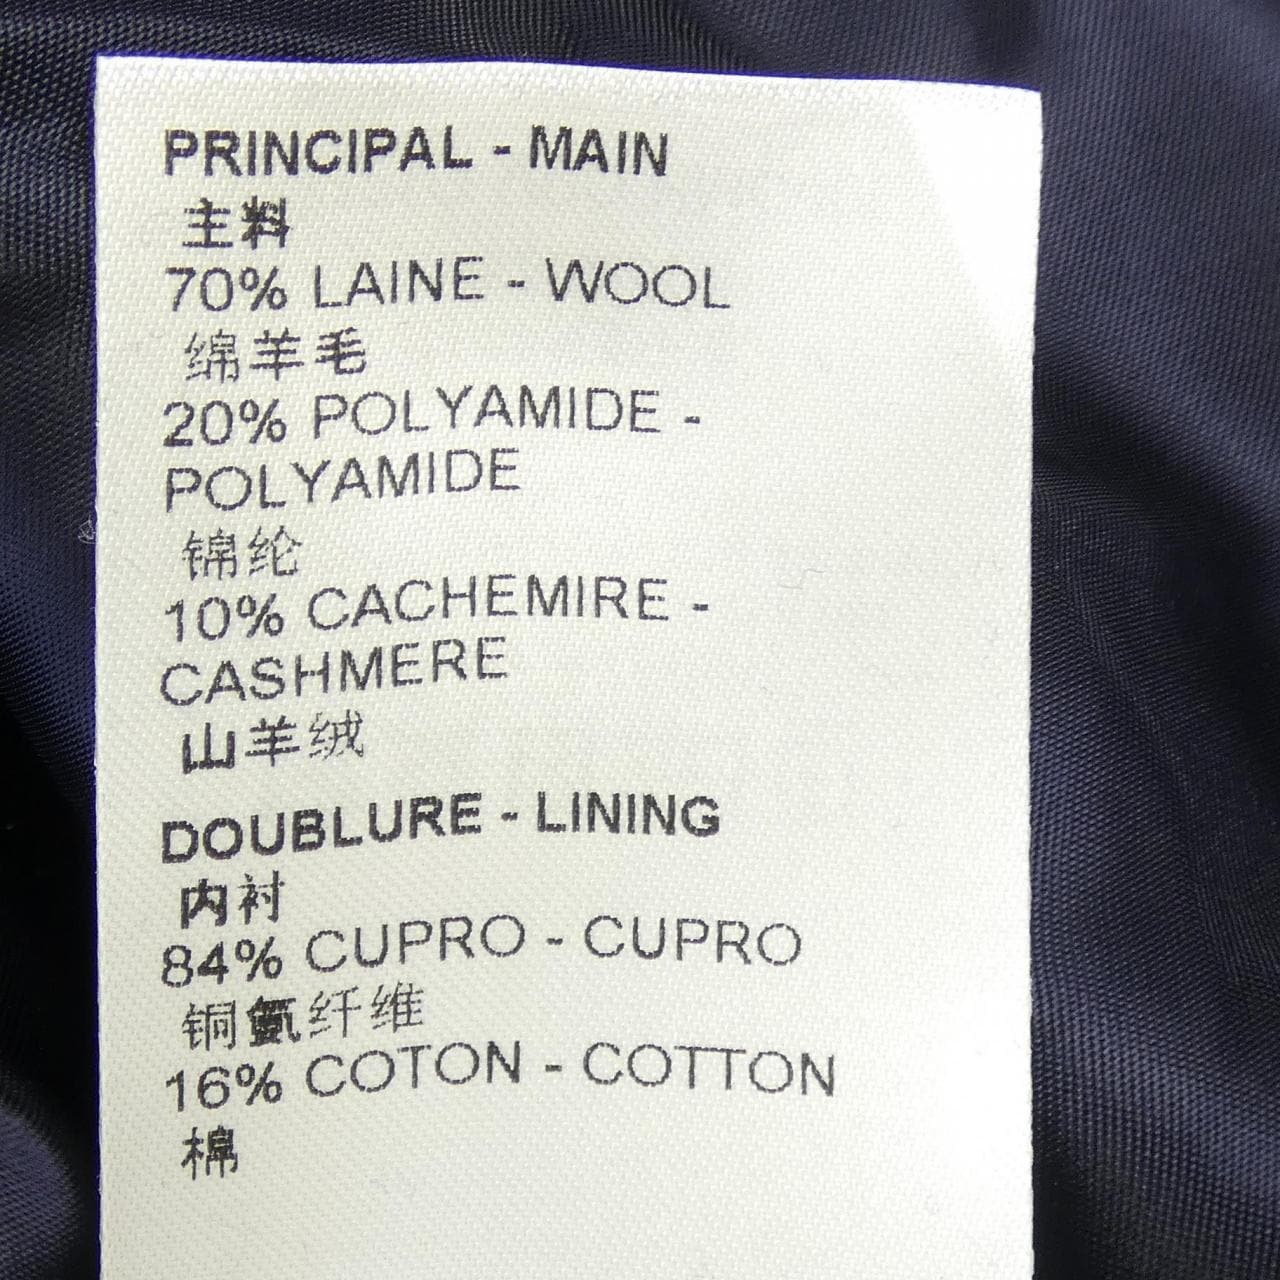 PRINCIPAL - MAIN
主料
70% LAINE - WOOL
绵羊毛
20% POLYAMIDE -
POLYAMIDE
锦纶
10% CACHEMIRE -
CASHMERE
山羊绒
DOUBLURE - LINING
内衬
84% CUPRO - CUPRO
铜氨纤维
16% COTON - COTTON
棉